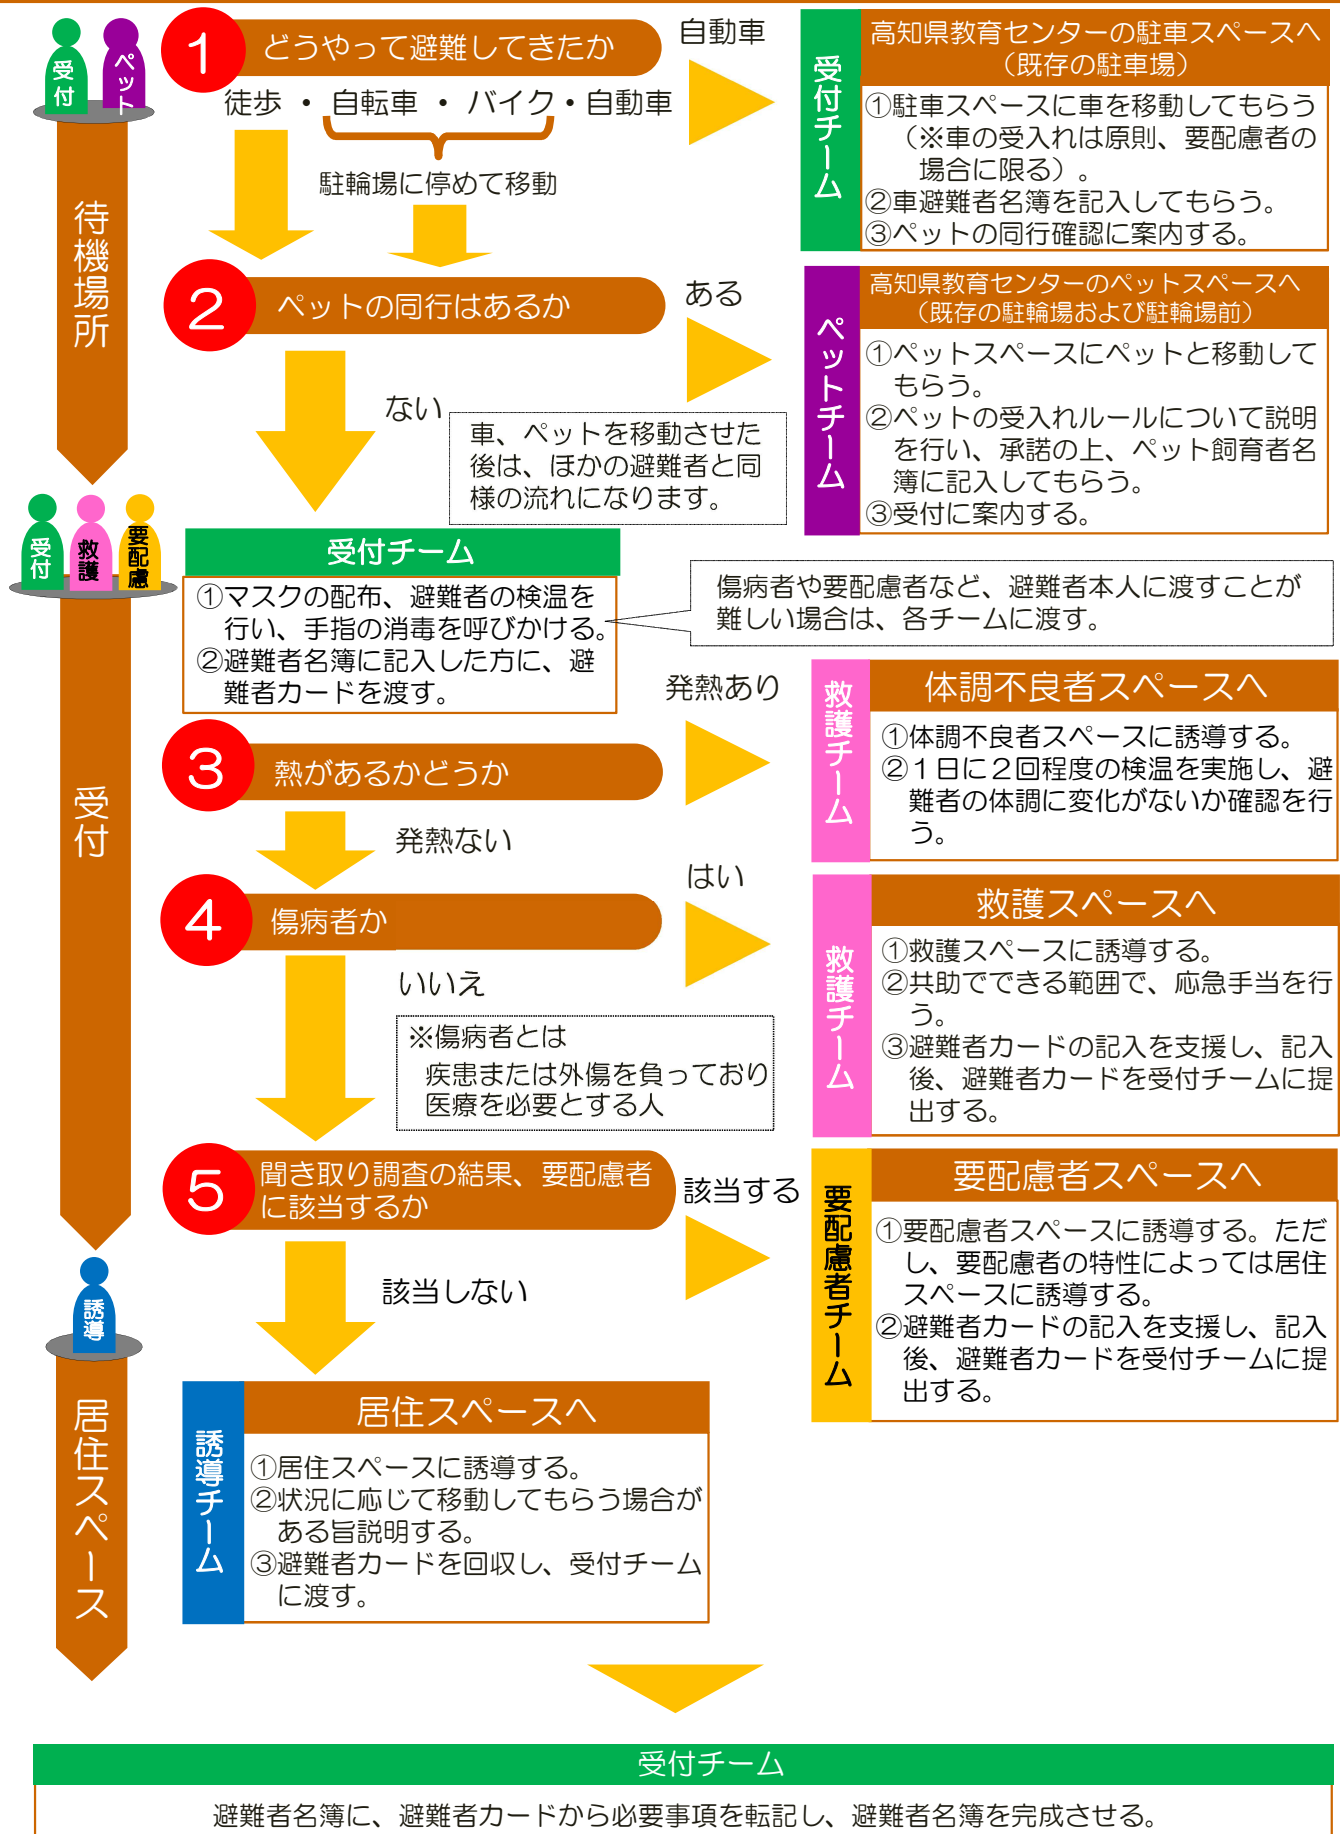 受付
ペット
1
どうやって避難してきたか
自動車
徒歩 ・ 自転車 ・ バイク・自動車
駐輪場に停めて移動
受付チーム
高知県教育センターの駐車スペースへ
（既存の駐車場）
①駐車スペースに車を移動してもらう
（※車の受入れは原則、要配慮者の
場合に限る）。
②車避難者名簿を記入してもらう。
③ペットの同行確認に案内する。
待機場所
2
ペットの同行はあるか
ある
ない
車、ペットを移動させた
後は、ほかの避難者と同
様の流れになります。
ペットチーム
高知県教育センターのペットスペースへ
（既存の駐輪場および駐輪場前）
①ペットスペースにペットと移動して
もらう。
②ペットの受入れルールについて説明
を行い、承諾の上、ペット飼育者名
簿に記入してもらう。
③受付に案内する。
受付
救護
要配慮
受付チーム
①マスクの配布、避難者の検温を
行い、手指の消毒を呼びかける。
②避難者名簿に記入した方に、避
難者カードを渡す。
傷病者や要配慮者など、避難者本人に渡すことが
難しい場合は、各チームに渡す。
受付
3
熱があるかどうか
発熱あり
発熱ない
救護チーム
体調不良者スペースへ
①体調不良者スペースに誘導する。
②１日に２回程度の検温を実施し、避
難者の体調に変化がないか確認を行
う。
4
傷病者か
はい
いいえ
※傷病者とは
疾患または外傷を負っており
医療を必要とする人
救護チーム
救護スペースへ
①救護スペースに誘導する。
②共助でできる範囲で、応急手当を行
う。
③避難者カードの記入を支援し、記入
後、避難者カードを受付チームに提
出する。
5
聞き取り調査の結果、要配慮者
に該当するか
該当する
該当しない
要配慮者チーム
要配慮者スペースへ
①要配慮者スペースに誘導する。ただ
し、要配慮者の特性によっては居住
スペースに誘導する。
②避難者カードの記入を支援し、記入
後、避難者カードを受付チームに提
出する。
誘導
居住スペース
誘導チーム
居住スペースへ
①居住スペースに誘導する。
②状況に応じて移動してもらう場合が
ある旨説明する。
③避難者カードを回収し、受付チーム
に渡す。
受付チーム
避難者名簿に、避難者カードから必要事項を転記し、避難者名簿を完成させる。